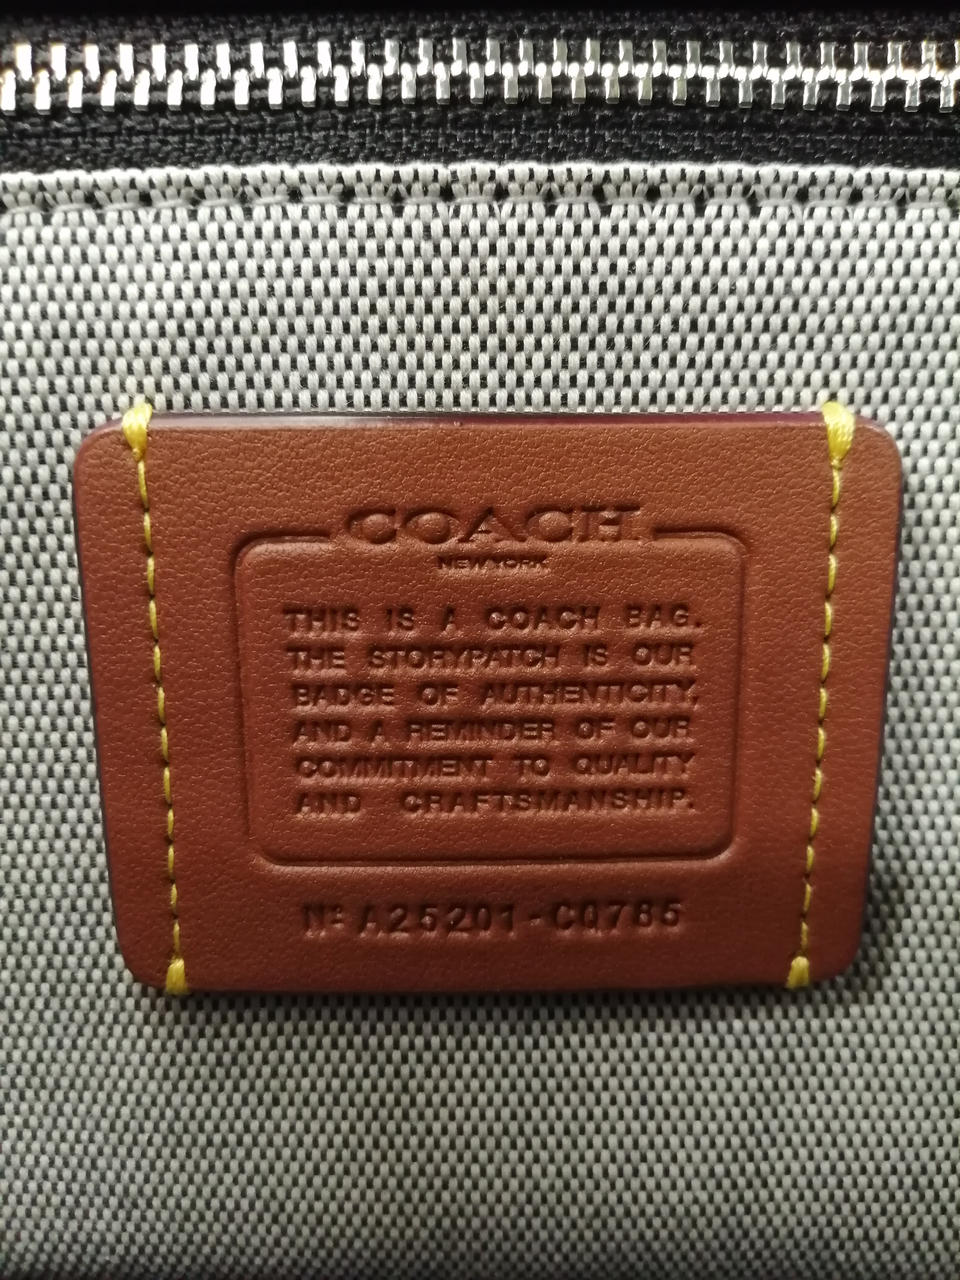 COACH
NEW YORK
THIS IS A COACH BAG.
THE STORYPATCH IS OUR
BADGE OF AUTHENTICITY,
AND A REMINDER OF OUR
COMMITMENT TO QUALITY
AND CRAFTSMANSHIP.
Nº A25201-CQ785